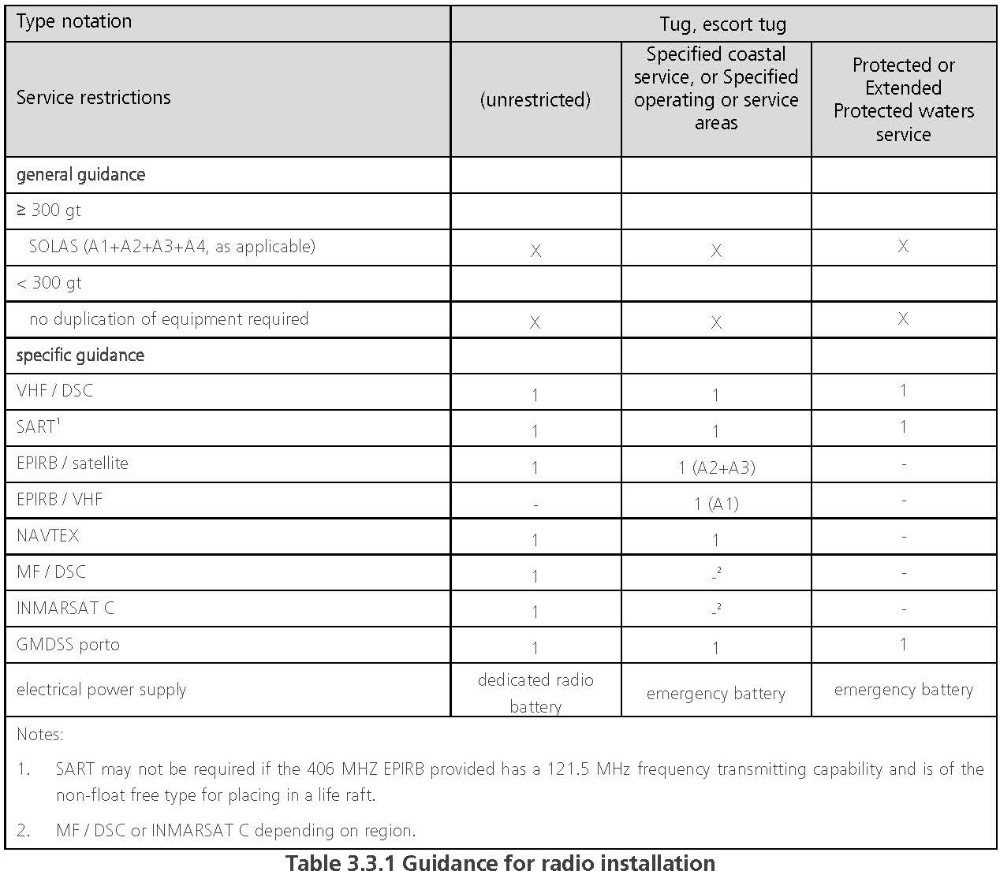 Type notation
Tug, escort tug
Service restrictions
(unrestricted)
Specified coastal
service, or Specified
operating or service
areas
Protected or
Extended
Protected waters
service
general guidance
≥ 300 gt
SOLAS (A1+A2+A3+A4, as applicable) X X X
< 300 gt
no duplication of equipment required X X X
specific guidance
VHF / DSC 1 1 1
SART¹ 1 1 1
EPIRB / satellite 1 1 (A2+A3) -
EPIRB / VHF - 1 (A1) -
NAVTEX 1 1 -
MF / DSC 1 -² -
INMARSAT C 1 -² -
GMDSS porto 1 1 1
electrical power supply
dedicated radio
battery
emergency battery
emergency battery
Notes:
1. SART may not be required if the 406 MHZ EPIRB provided has a 121.5 MHz frequency transmitting capability and is of the
non-float free type for placing in a life raft.
2. MF / DSC or INMARSAT C depending on region.
Table 3.3.1 Guidance for radio installation